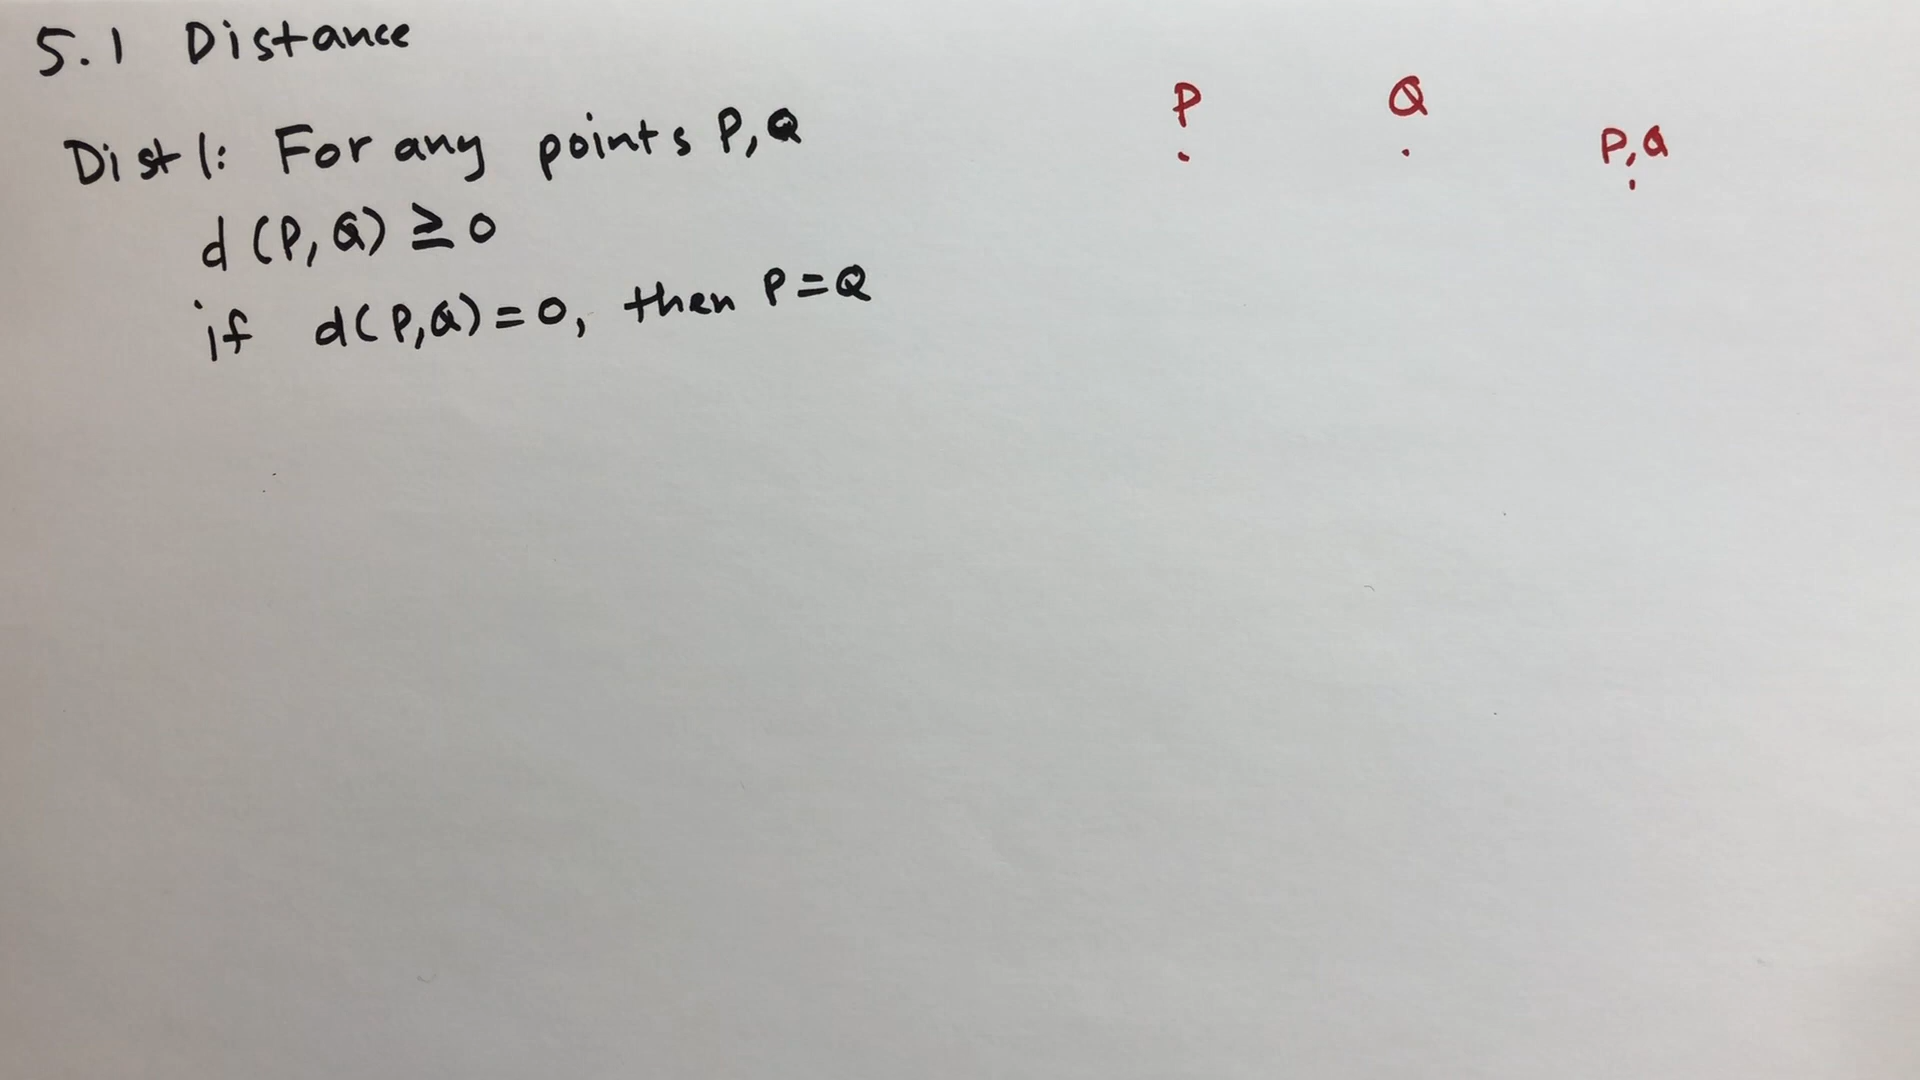 5.1 Distance
Dist 1: For any points P,Q
d(P,Q) ≥ 0
if d(P,Q)=0, then P=Q
P
Q
P,Q